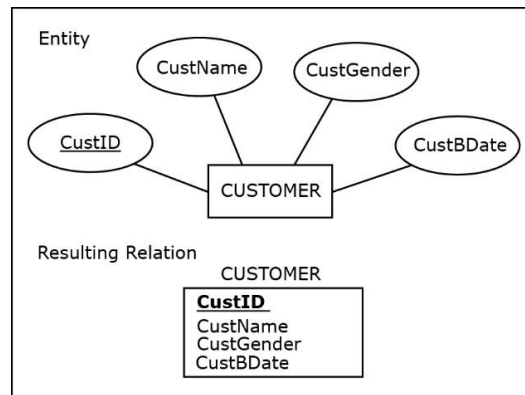 Entity
CustName
CustGender
CustID
CustBDate
CUSTOMER
Resulting Relation
CUSTOMER
CustID
CustName
CustGender
CustBDate